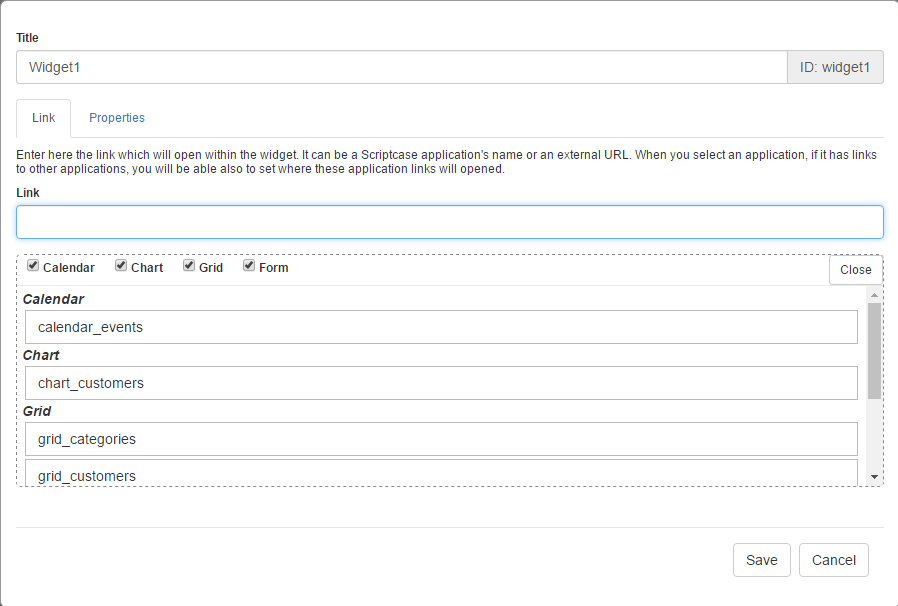 Title
Widget1 ID: widget1
Link Properties
Enter here the link which will open within the widget. It can be a Scriptcase application's name or an external URL. When you select an application, if it has links
to other applications, you will be able also to set where these application links will opened.
Link
Calendar Chart Grid Form Close
Calendar
calendar_events
Chart
chart_customers
Grid
grid_categories
grid_customers
Save Cancel